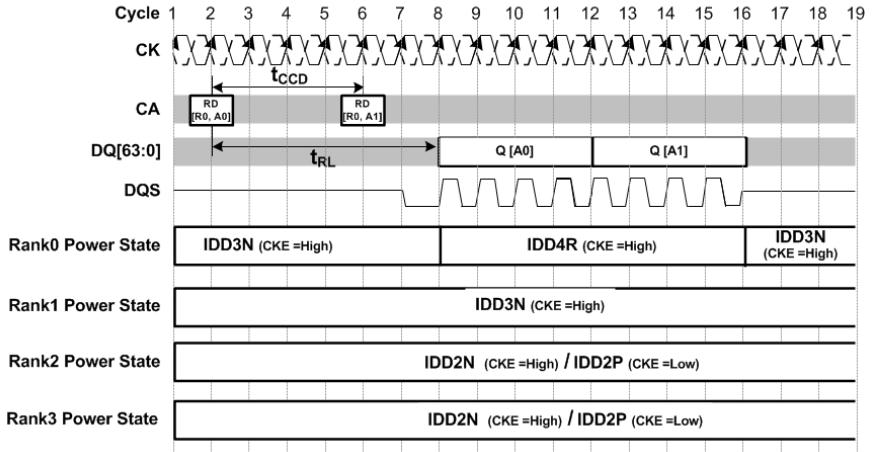 Cycle 1 2 3 4 5 6 7 8 9 10 11 12 13 14 15 16 17 18 19
CK
tCCD
CA RD RD
[R0, A0] [R0, A1]
DQ[63:0] tRL Q [A0] Q [A1]
DQS
Rank0 Power State IDD3N (CKE =High) IDD4R (CKE =High) IDD3N
(CKE =High)
Rank1 Power State IDD3N (CKE =High)
Rank2 Power State IDD2N (CKE =High) / IDD2P (CKE =Low)
Rank3 Power State IDD2N (CKE =High) / IDD2P (CKE =Low)